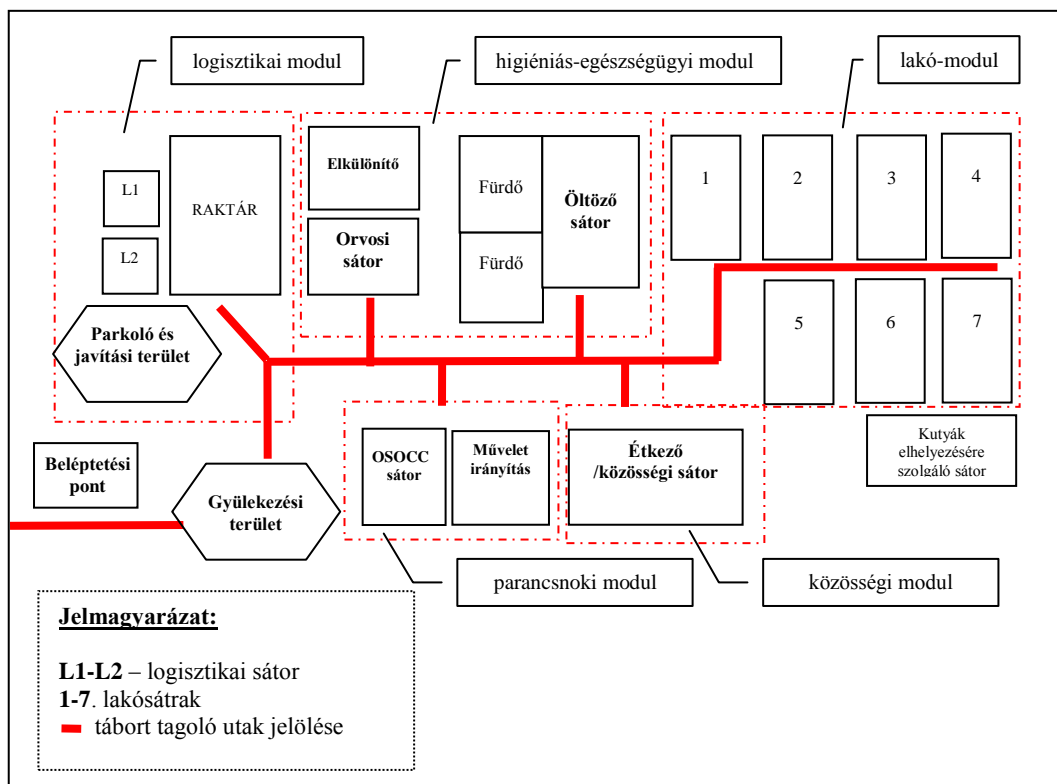 logisztikai modul
higiéniás-egészségügyi modul
lakó-modul
L1
L2
RAKTÁR
Parkoló és
javítási terület
Elkülönítő
Orvosi
sátor
Fürdő
Fürdő
Öltöző
sátor
1
2
3
4
5
6
7
Beléptetési
pont
Gyülekezési
terület
OSOCC
sátor
Művelet
irányítás
Étkező
/közösségi sátor
Kutyák
elhelyezésére
szolgáló sátor
parancsnoki modul
közösségi modul
Jelmagyarázat:
L1-L2 – logisztikai sátor
1-7. lakósátrak
tábort tagoló utak jelölése